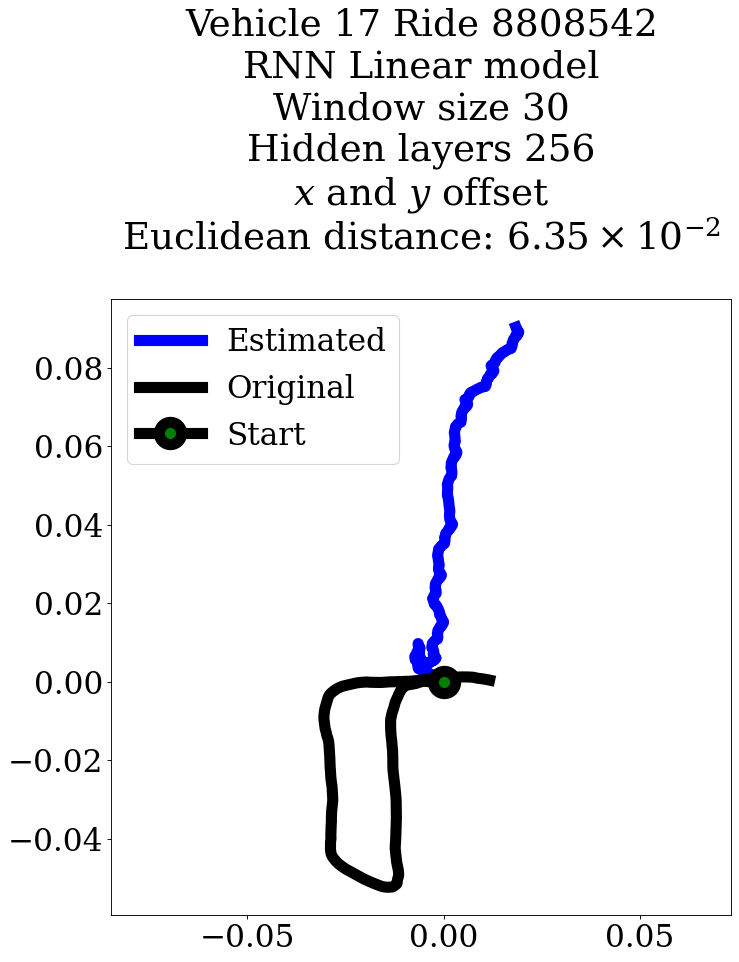 Vehicle 17 Ride 8808542
RNN Linear model
Window size 30
Hidden layers 256
x and y offset
Euclidean distance: 6.35 × 10⁻²
Estimated
Original
Start
0.08
0.06
0.04
0.02
0.00
−0.02
−0.04
−0.05 0.00 0.05